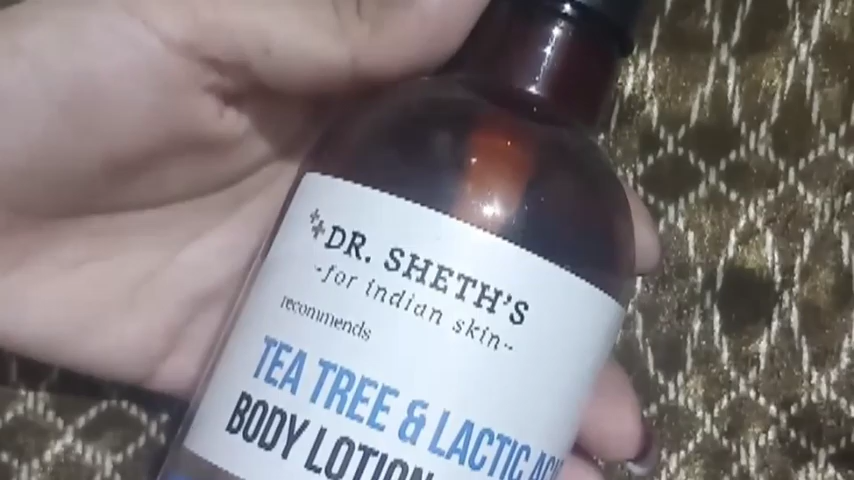 DR. SHETH'S
-for indian skin-
recommends
TEA TREE & LACTIC
BODY LOTION